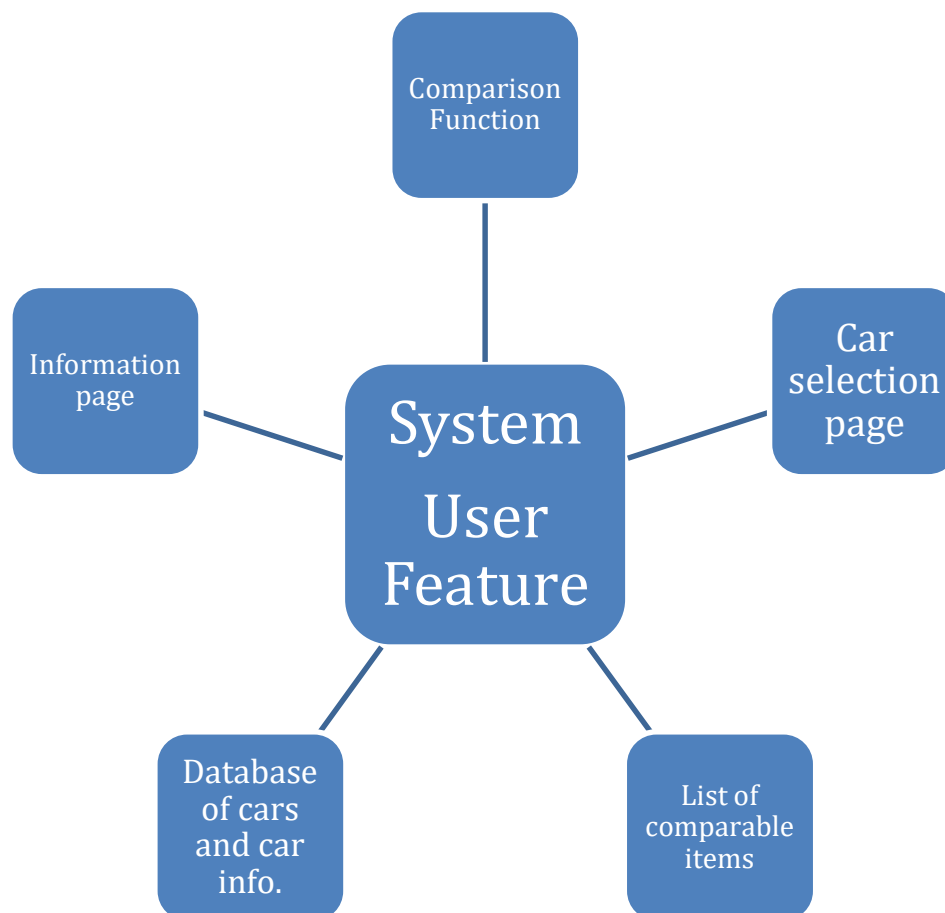 Comparison
Function
Information
page
Car
selection
page
System
User
Feature
Database
of cars
and car
info.
List of
comparable
items